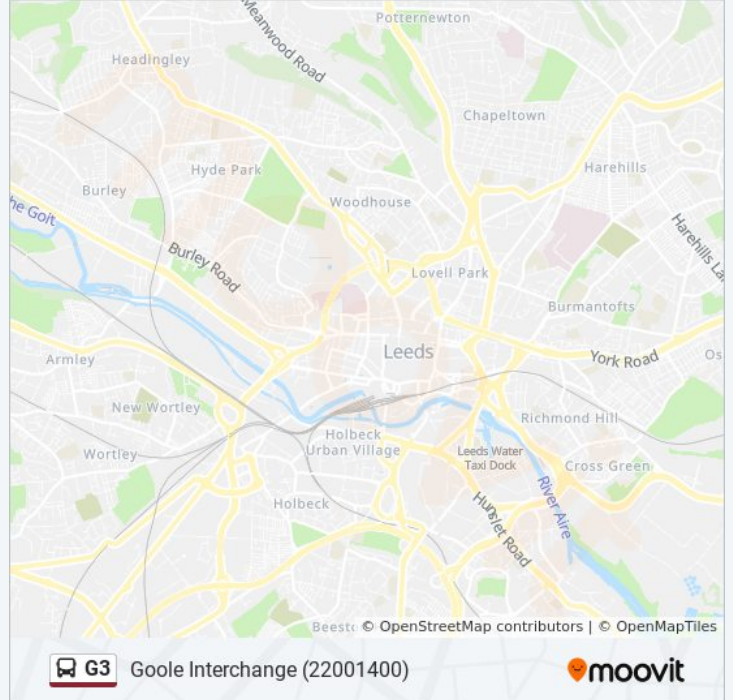 Meanwood Road
Potternewton
Headingley
Chapeltown
Harehills
Hyde Park
Burley
Woodhouse
he Goit
Harehills La
Burley Road
Lovell Park
Burmantofts
Leeds
York Road
Os
Armley
New Wortley
Richmond Hill
Holbeck
Urban Village
Wortley
Leeds Water
Taxi Dock
Cross Green
River Aire
Holbeck
Hunslet Road
Beesto
© OpenStreetMap contributors | © OpenMapTiles
G3 Goole Interchange (22001400)
moovit